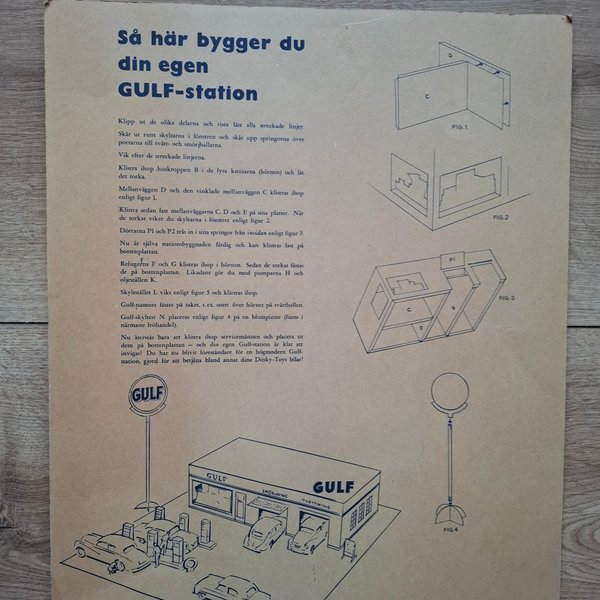 Så här bygger du
din egen
GULF-station
Klipp ut de olika delarna och rista lätt alla streckade linjer.
Skär ut runt skyltarna i fönstren och skär upp springorna över
portarna till tvätt- och smörjhallarna.
Vik efter de streckade linjerna.
Klistra ihop huskroppen B i de fyra knutarna (hörnen) och låt
det torka.
Mellanväggen D och den vinklade mellanväggen C klistras ihop
enligt figur 1.
Klistra sedan fast mellanväggarna C, D och E på sina platser. När
de torkat viker du skyltarna i fönstret enligt figur 2.
Dörrarna P1 och P2 träs in i sina springor från insidan enligt figur 3.
Nu är själva stationsbyggnaden färdig och kan klistras fast på
bottenplattan.
Refugerna F och G klistras ihop i hörnen. Sedan de torkat fästas
de på bottenplattan. Likadant gör du med pumparna H och
oljestället K.
Skyltstället L viks enligt figur 5 och klistras ihop.
Gulf-namnet fästes på taket, t. ex. snett över hörnet på tvätthallen.
Gulf-skylten N placeras enligt figur 4 på en blompinne (finns i
närmaste fröhandel).
Nu återstår bara att klistra ihop servicemännen och placera ut
dem på bottenplattan – och din egen Gulf-station är klar att
invigas! Du har nu blivit föreståndare för en högmodern Gulf-
station, gjord för att betjäna bland annat dina Dinky-Toys bilar!
D
C
FIG. 1
FIG. 2
P1
C
D
E
FIG. 3
FIG. 4
GULF
GULF
SMÖRJNING
TVÄTTNING
GULF